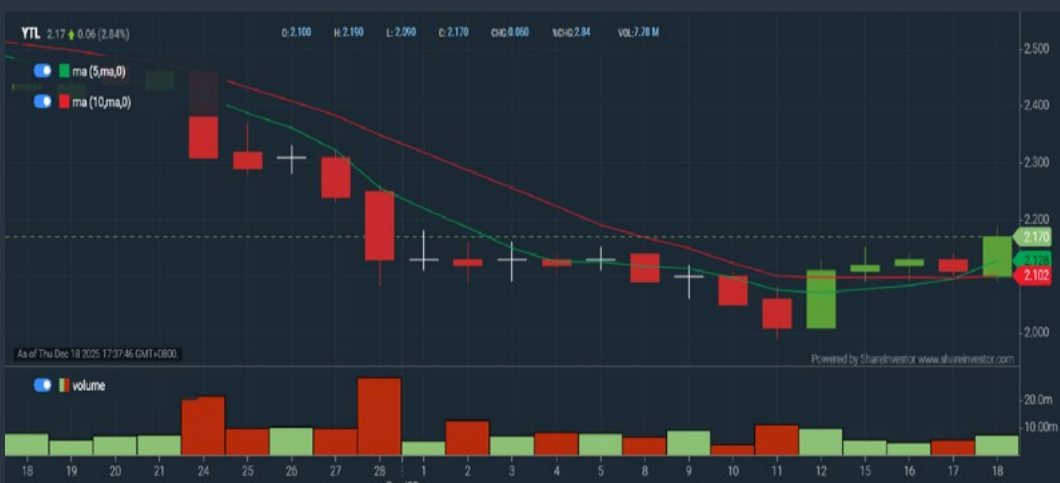 YTL 2.17 0.06 (2.84%) O:2.100 H:2.190 L:2.090 C:2.170 CHG:0.060 %CHG:2.84 VOL:7.78 M
ma (5,ma,0)
ma (10,ma,0)
2.500
2.400
2.300
2.200
2.170
2.128
2.102
2.000
As of Thu Dec 18 2025 17:37:46 GMT+0800.
Powered by ShareInvestor www.shareinvestor.com
volume
20.0m
10.00m
18 19 20 21 24 25 26 27 28 1 2 3 4 5 8 9 10 11 12 15 16 17 18